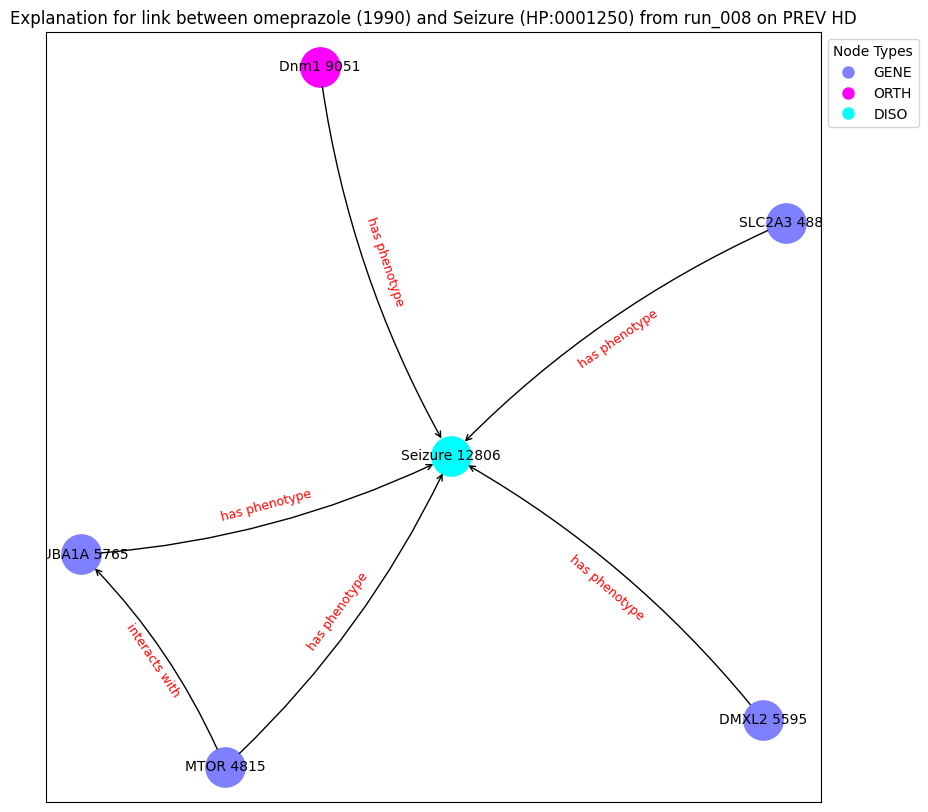 Explanation for link between omeprazole (1990) and Seizure (HP:0001250) from run_008 on PREV HD
Node Types
GENE
ORTH
DISO
Dnm1 9051
has phenotype
SLC2A3 488
has phenotype
Seizure 12806
has phenotype
UBA1A 5765
has phenotype
has phenotype
interacts with
DMXL2 5595
MTOR 4815